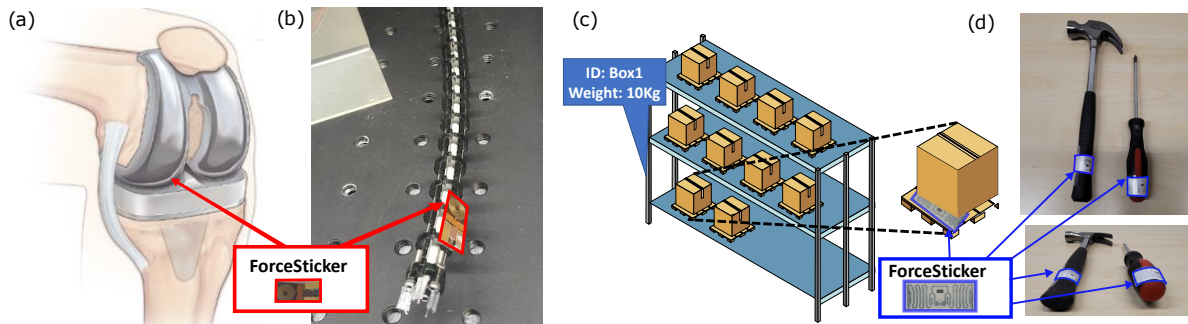 (a)
(b)
(c)
(d)
ID: Box1
Weight: 10Kg
ForceSticker
ForceSticker